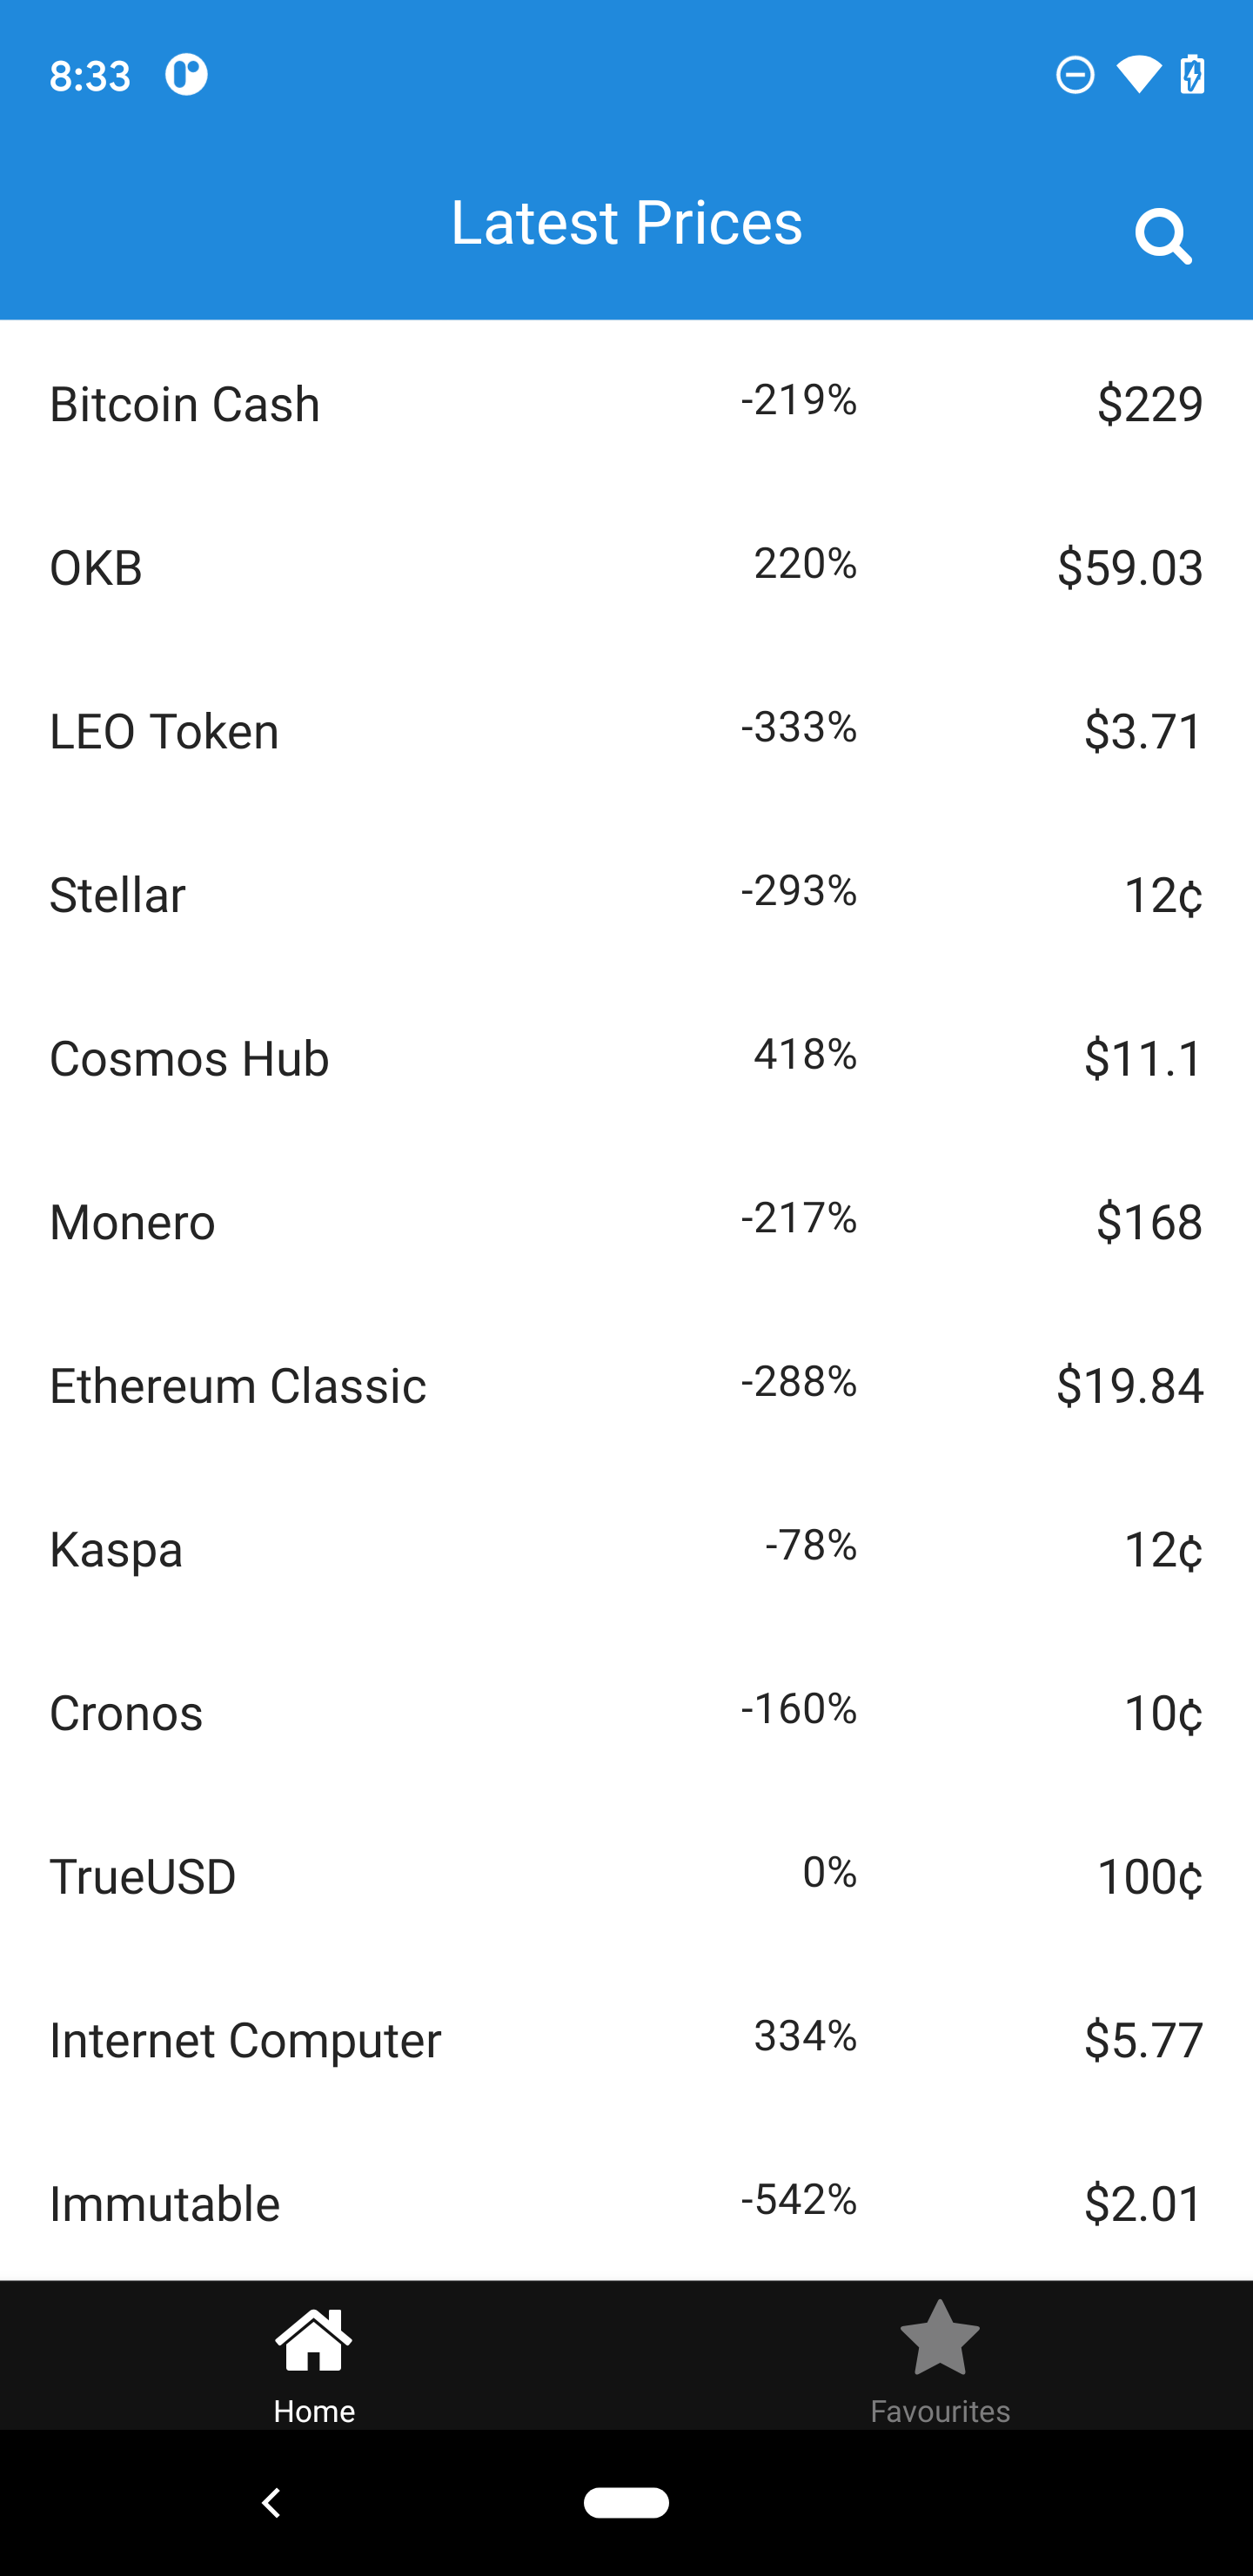 8:33
Latest Prices
Bitcoin Cash -219% $229
OKB 220% $59.03
LEO Token -333% $3.71
Stellar -293% 12¢
Cosmos Hub 418% $11.1
Monero -217% $168
Ethereum Classic -288% $19.84
Kaspa -78% 12¢
Cronos -160% 10¢
TrueUSD 0% 100¢
Internet Computer 334% $5.77
Immutable -542% $2.01
Home Favourites